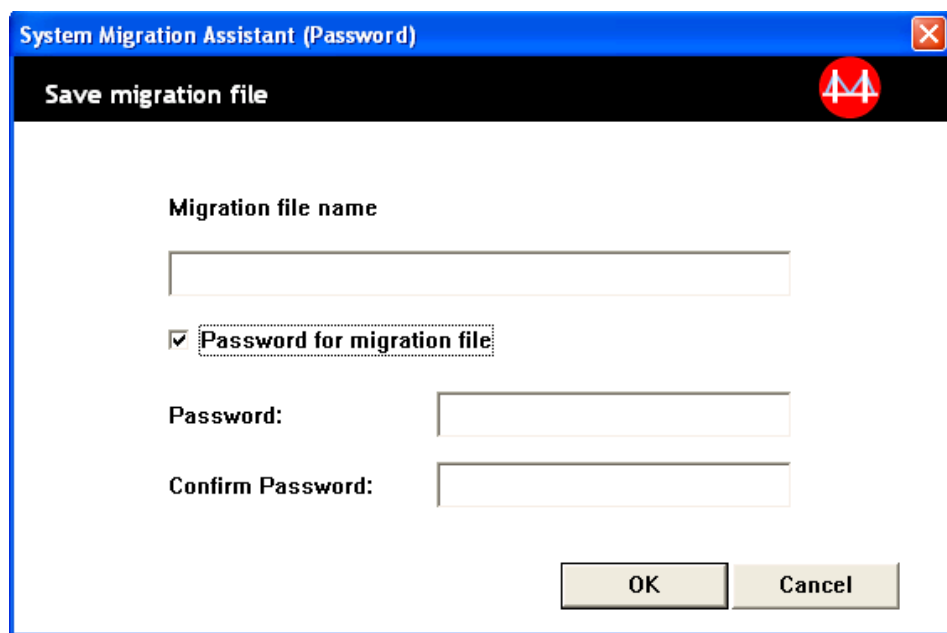 System Migration Assistant (Password)
Save migration file
Migration file name
Password for migration file
Password:
Confirm Password:
OK Cancel